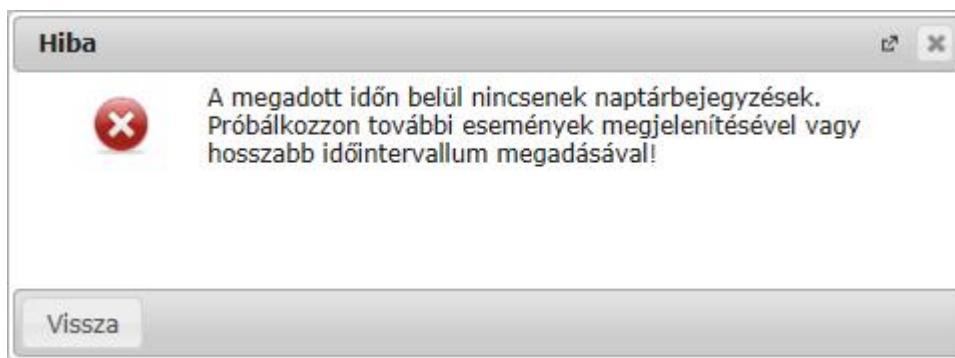 Hiba
A megadott időn belül nincsenek naptárbejegyzések.
Próbálkozzon további események megjelenítésével vagy
hosszabb időintervallum megadásával!
Vissza